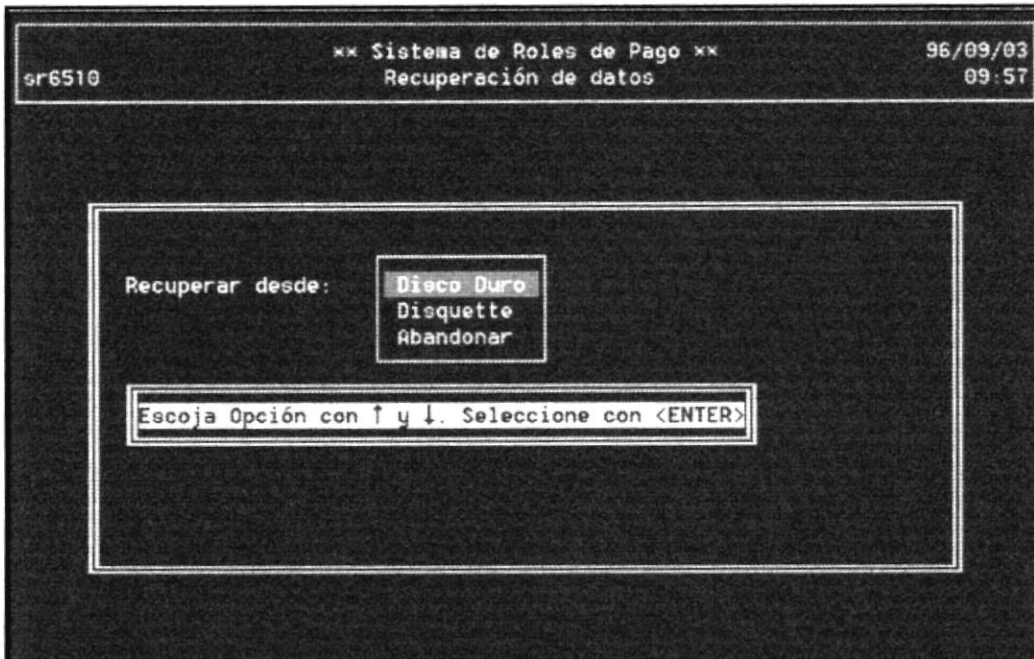 ** Sistema de Roles de Pago ** 96/09/03
sr6510 Recuperación de datos 09:57
Recuperar desde: Disco Duro
Disquette
Abandonar
Escoja Opción con ↑ y ↓. Seleccione con <ENTER>